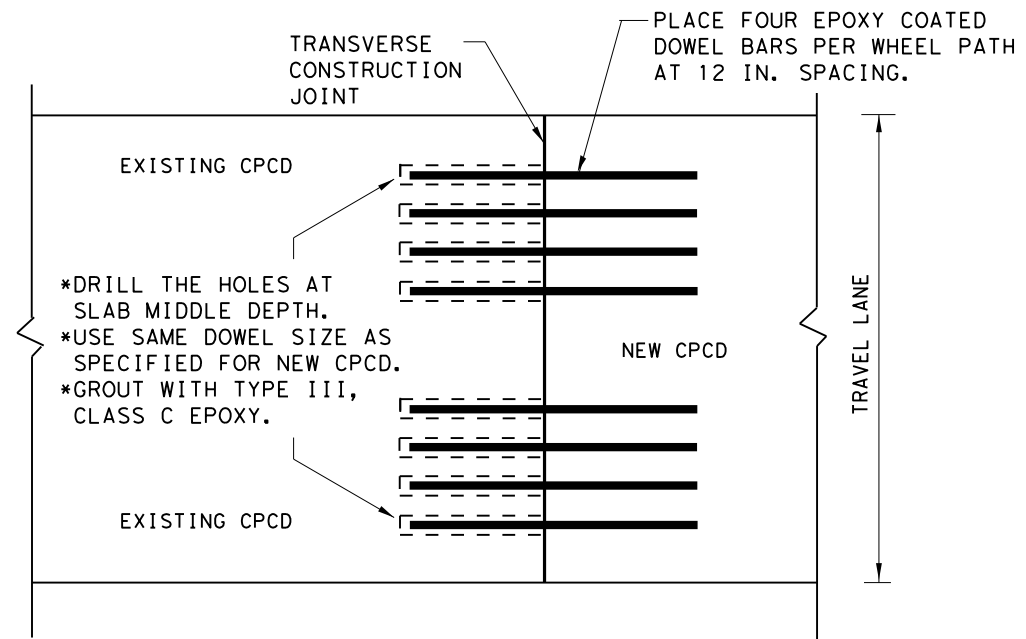 PLACE FOUR EPOXY COATED
DOWEL BARS PER WHEEL PATH
AT 12 IN. SPACING.
TRANSVERSE
CONSTRUCTION
JOINT
EXISTING CPCD
*DRILL THE HOLES AT
SLAB MIDDLE DEPTH.
*USE SAME DOWEL SIZE AS
SPECIFIED FOR NEW CPCD.
*GROUT WITH TYPE III,
CLASS C EPOXY.
NEW CPCD
TRAVEL LANE
EXISTING CPCD